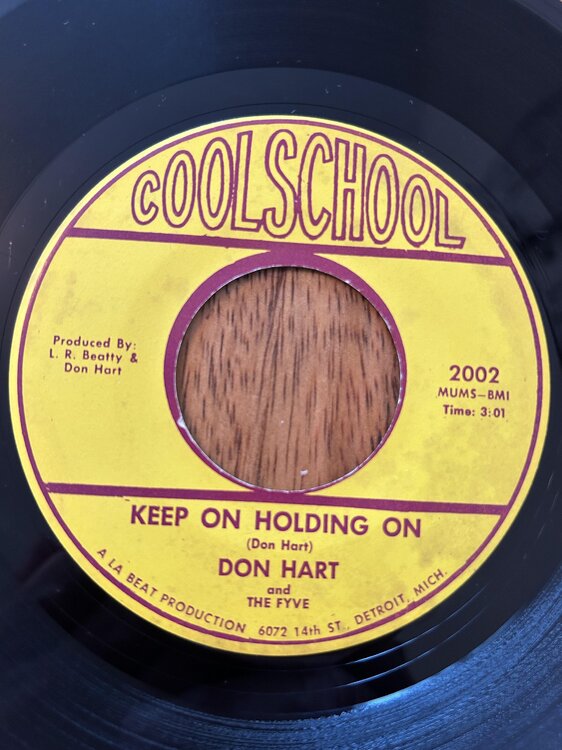 COOLSCHOOL
Produced By:
L. R. Beatty &
Don Hart
2002
MUMS-BMI
Time: 3:01
KEEP ON HOLDING ON
(Don Hart)
DON HART
and
THE FYVE
A LA BEAT PRODUCTION 6072 14th ST., DETROIT, MICH.